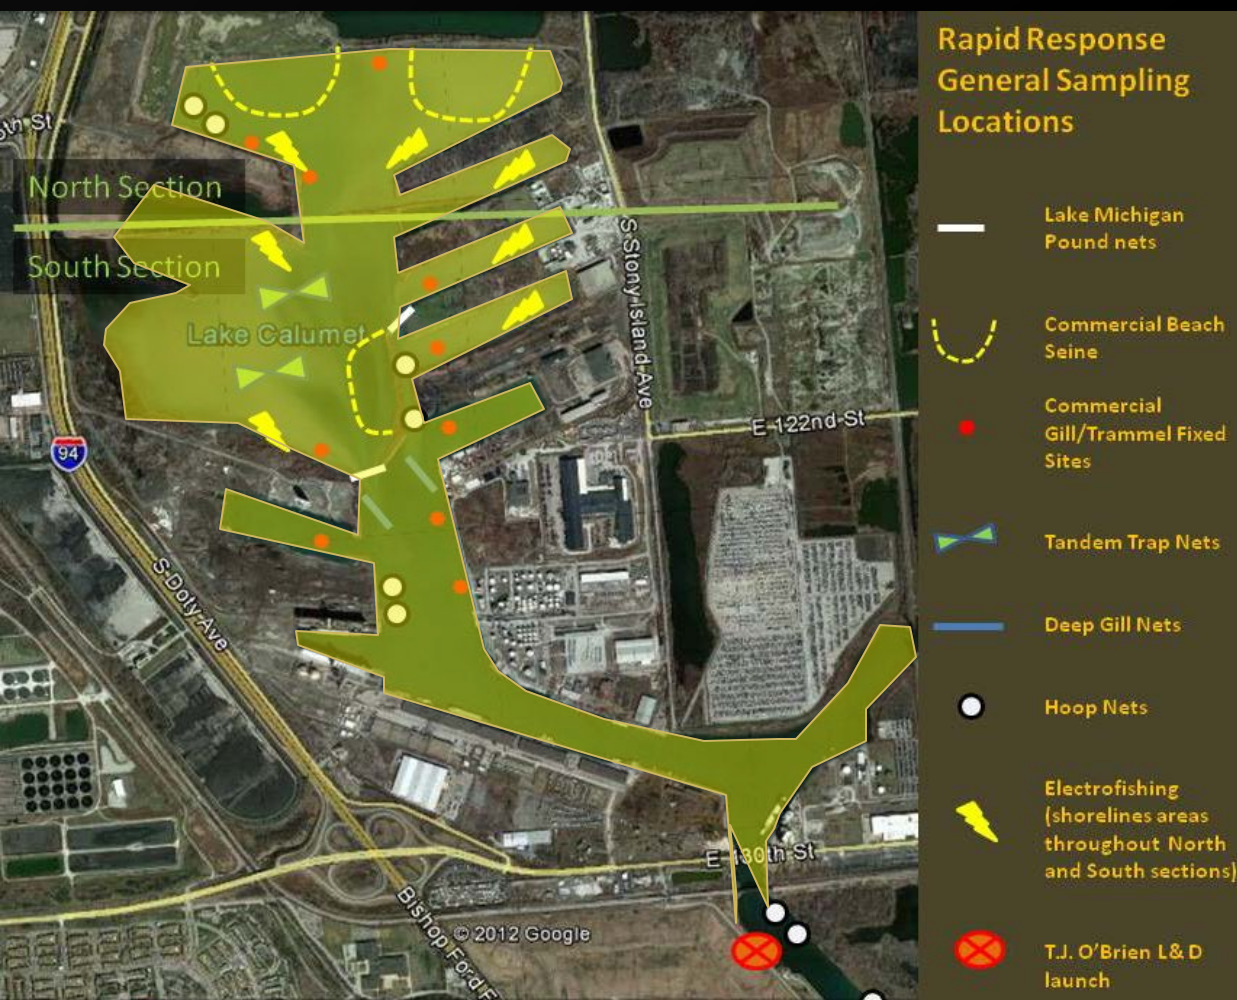 Rapid Response
General Sampling
Locations
North Section
South Section
Lake Calumet
S Stony Island Ave
E 122nd St
94
S Doty Ave
E 130th St
© 2012 Google
Lake Michigan
Pound nets
Commercial Beach
Seine
Commercial
Gill/Trammel Fixed
Sites
Tandem Trap Nets
Deep Gill Nets
Hoop Nets
Electrofishing
(shorelines areas
throughout North
and South sections)
T.J. O'Brien L& D
launch
Bishop Ford